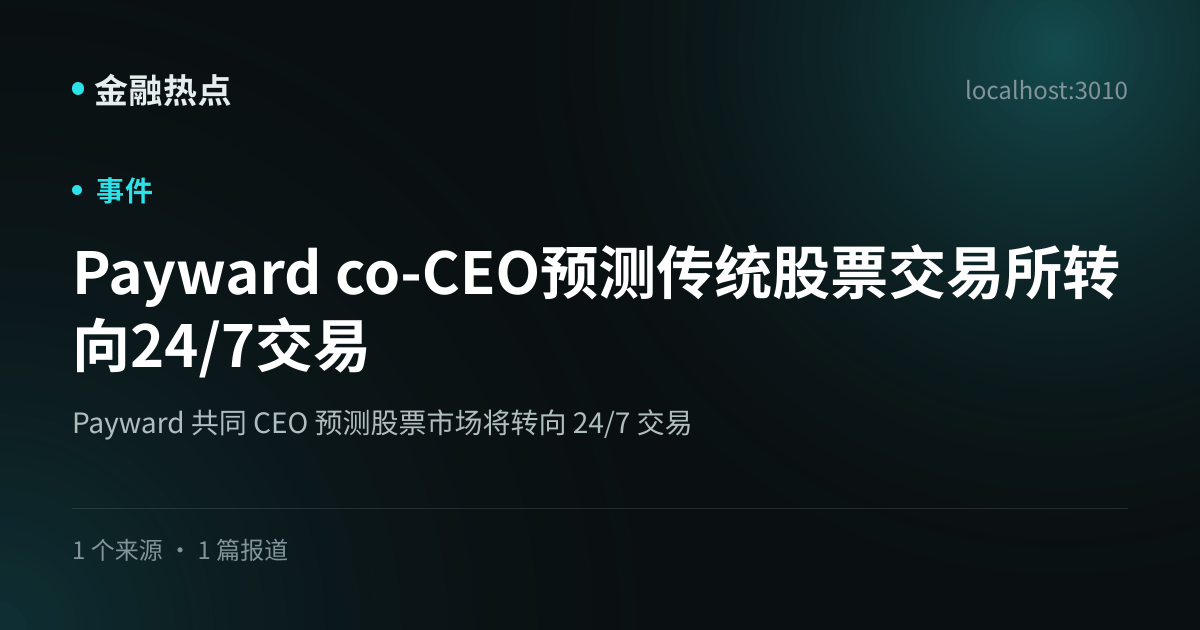 金融热点
localhost:3010
事件
Payward co-CEO预测传统股票交易所转
向24/7交易
Payward 共同 CEO 预测股票市场将转向 24/7 交易
1 个来源 · 1 篇报道